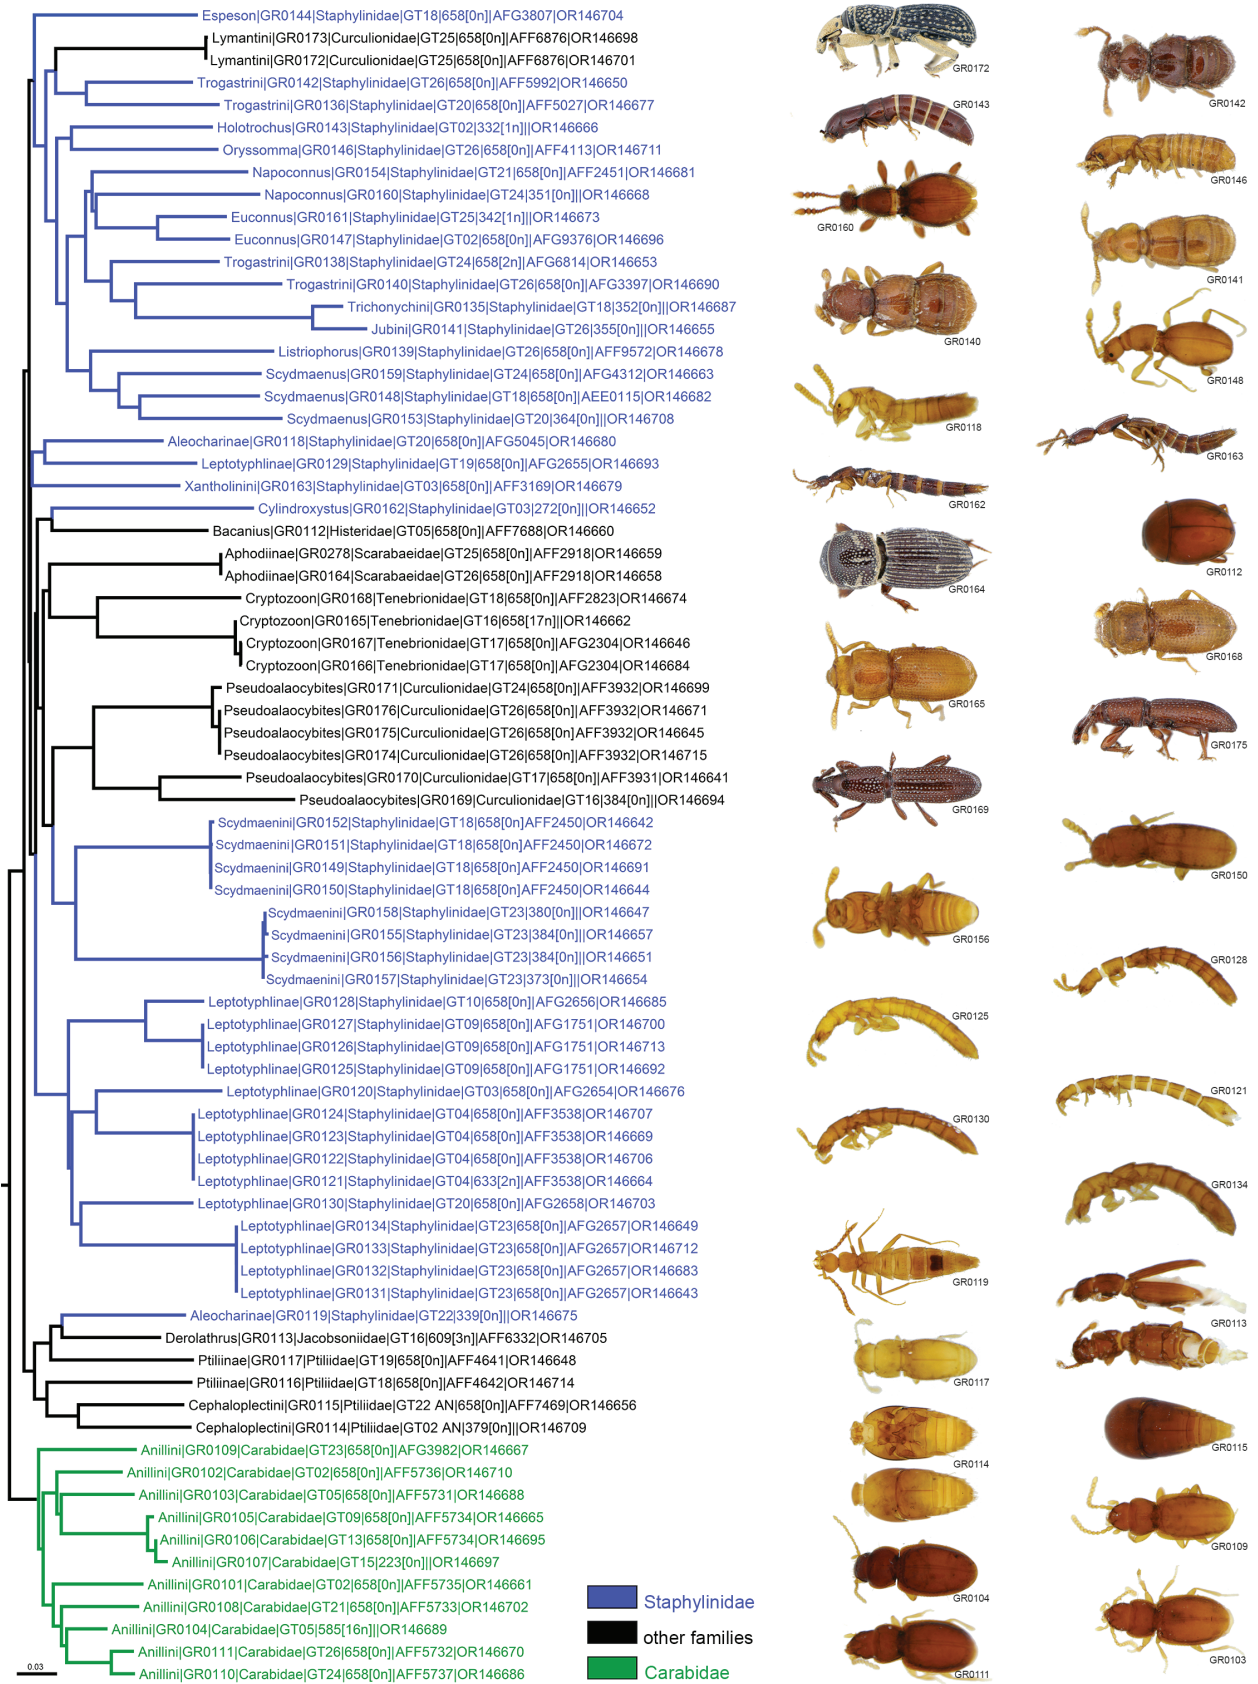 Espeson|GR0144|Staphylinidae|GT18|658[0n]|AFG3807|OR146704
Lymantini|GR0173|Curculionidae|GT25|658[0n]|AFF6876|OR146698
Lymantini|GR0172|Curculionidae|GT25|658[0n]|AFF6876|OR146701
Trogastrini|GR0142|Staphylinidae|GT26|658[0n]|AFF5992|OR146650
Trogastrini|GR0136|Staphylinidae|GT20|658[0n]|AFF5027|OR146677
Holotrochus|GR0143|Staphylinidae|GT02|332[1n]||OR146666
Oryssomma|GR0146|Staphylinidae|GT26|658[0n]|AFF4113|OR146711
Napoconnus|GR0154|Staphylinidae|GT21|658[0n]|AFF2451|OR146681
Napoconnus|GR0160|Staphylinidae|GT24|351[0n]||OR146668
Euconnus|GR0161|Staphylinidae|GT25|342[1n]||OR146673
Euconnus|GR0147|Staphylinidae|GT02|658[0n]|AFG9376|OR146696
Trogastrini|GR0138|Staphylinidae|GT24|658[2n]|AFG6814|OR146653
Trogastrini|GR0140|Staphylinidae|GT26|658[0n]|AFG3397|OR146690
Trichonychini|GR0135|Staphylinidae|GT18|352[0n]||OR146687
Jubini|GR0141|Staphylinidae|GT26|355[0n]||OR146655
Listriophorus|GR0139|Staphylinidae|GT26|658[0n]|AFF9572|OR146678
Scydmaenus|GR0159|Staphylinidae|GT24|658[0n]|AFG4312|OR146663
Scydmaenus|GR0148|Staphylinidae|GT18|658[0n]|AEE0115|OR146682
Scydmaenus|GR0153|Staphylinidae|GT20|364[0n]||OR146708
Aleocharinae|GR0118|Staphylinidae|GT20|658[0n]|AFG5045|OR146680
Leptotyphlinae|GR0129|Staphylinidae|GT19|658[0n]|AFG2655|OR146693
Xantholinini|GR0163|Staphylinidae|GT03|658[0n]|AFF3169|OR146679
Cylindroxystus|GR0162|Staphylinidae|GT03|272[0n]||OR146652
Bacanius|GR0112|Histeridae|GT05|658[0n]|AFF7688|OR146660
Aphodiinae|GR0278|Scarabaeidae|GT25|658[0n]|AFF2918|OR146659
Aphodiinae|GR0164|Scarabaeidae|GT26|658[0n]|AFF2918|OR146658
Cryptozoon|GR0168|Tenebrionidae|GT18|658[0n]|AFF2823|OR146674
Cryptozoon|GR0165|Tenebrionidae|GT16|658[17n]||OR146662
Cryptozoon|GR0167|Tenebrionidae|GT17|658[0n]|AFG2304|OR146646
Cryptozoon|GR0166|Tenebrionidae|GT17|658[0n]|AFG2304|OR146684
Pseudoalaocybites|GR0171|Curculionidae|GT24|658[0n]|AFF3932|OR146699
Pseudoalaocybites|GR0176|Curculionidae|GT26|658[0n]|AFF3932|OR146671
Pseudoalaocybites|GR0175|Curculionidae|GT26|658[0n]AFF3932|OR146645
Pseudoalaocybites|GR0174|Curculionidae|GT26|658[0n]|AFF3932|OR146715
Pseudoalaocybites|GR0170|Curculionidae|GT17|658[0n]|AFF3931|OR146641
Pseudoalaocybites|GR0169|Curculionidae|GT16|384[0n]||OR146694
Scydmaenini|GR0152|Staphylinidae|GT18|658[0n]AFF2450|OR146642
Scydmaenini|GR0151|Staphylinidae|GT18|658[0n]AFF2450|OR146672
Scydmaenini|GR0149|Staphylinidae|GT18|658[0n]AFF2450|OR146691
Scydmaenini|GR0150|Staphylinidae|GT18|658[0n]AFF2450|OR146644
Scydmaenini|GR0158|Staphylinidae|GT23|380[0n]||OR146647
Scydmaenini|GR0155|Staphylinidae|GT23|384[0n]||OR146657
Scydmaenini|GR0156|Staphylinidae|GT23|384[0n]||OR146651
Scydmaenini|GR0157|Staphylinidae|GT23|373[0n]||OR146654
Leptotyphlinae|GR0128|Staphylinidae|GT10|658[0n]|AFG2656|OR146685
Leptotyphlinae|GR0127|Staphylinidae|GT09|658[0n]|AFG1751|OR146700
Leptotyphlinae|GR0126|Staphylinidae|GT09|658[0n]|AFG1751|OR146713
Leptotyphlinae|GR0125|Staphylinidae|GT09|658[0n]|AFG1751|OR146692
Leptotyphlinae|GR0120|Staphylinidae|GT03|658[0n]|AFG2654|OR146676
Leptotyphlinae|GR0124|Staphylinidae|GT04|658[0n]|AFF3538|OR146707
Leptotyphlinae|GR0123|Staphylinidae|GT04|658[0n]|AFF3538|OR146669
Leptotyphlinae|GR0122|Staphylinidae|GT04|658[0n]|AFF3538|OR146706
Leptotyphlinae|GR0121|Staphylinidae|GT04|633[2n]|AFF3538|OR146664
Leptotyphlinae|GR0130|Staphylinidae|GT20|658[0n]|AFG2658|OR146703
Leptotyphlinae|GR0134|Staphylinidae|GT23|658[0n]|AFG2657|OR146649
Leptotyphlinae|GR0133|Staphylinidae|GT23|658[0n]|AFG2657|OR146712
Leptotyphlinae|GR0132|Staphylinidae|GT23|658[0n]|AFG2657|OR146683
Leptotyphlinae|GR0131|Staphylinidae|GT23|658[0n]|AFG2657|OR146643
Aleocharinae|GR0119|Staphylinidae|GT22|339[0n]||OR146675
Derolathrus|GR0113|Jacobsoniidae|GT16|609[3n]|AFF6332|OR146705
Ptiliinae|GR0117|Ptiliidae|GT19|658[0n]|AFF4641|OR146648
Ptiliinae|GR0116|Ptiliidae|GT18|658[0n]|AFF4642|OR146714
Cephaloplectini|GR0115|Ptiliidae|GT22 AN|658[0n]|AFF7469|OR146656
Cephaloplectini|GR0114|Ptiliidae|GT02 AN|379[0n]||OR146709
Anillini|GR0109|Carabidae|GT23|658[0n]|AFG3982|OR146667
Anillini|GR0102|Carabidae|GT02|658[0n]|AFF5736|OR146710
Anillini|GR0103|Carabidae|GT05|658[0n]|AFF5731|OR146688
Anillini|GR0105|Carabidae|GT09|658[0n]|AFF5734|OR146665
Anillini|GR0106|Carabidae|GT13|658[0n]|AFF5734|OR146695
Anillini|GR0107|Carabidae|GT15|223[0n]||OR146697
Anillini|GR0101|Carabidae|GT02|658[0n]|AFF5735|OR146661
Anillini|GR0108|Carabidae|GT21|658[0n]|AFF5733|OR146702
Anillini|GR0104|Carabidae|GT05|585[16n]||OR146689
Anillini|GR0111|Carabidae|GT26|658[0n]|AFF5732|OR146670
Anillini|GR0110|Carabidae|GT24|658[0n]|AFF5737|OR146686
0.03
Staphylinidae
other families
Carabidae
GR0172
GR0143
GR0160
GR0140
GR0118
GR0162
GR0164
GR0165
GR0169
GR0156
GR0125
GR0130
GR0119
GR0117
GR0114
GR0104
GR0111
GR0142
GR0146
GR0141
GR0148
GR0163
GR0112
GR0168
GR0175
GR0150
GR0128
GR0121
GR0134
GR0113
GR0115
GR0109
GR0103